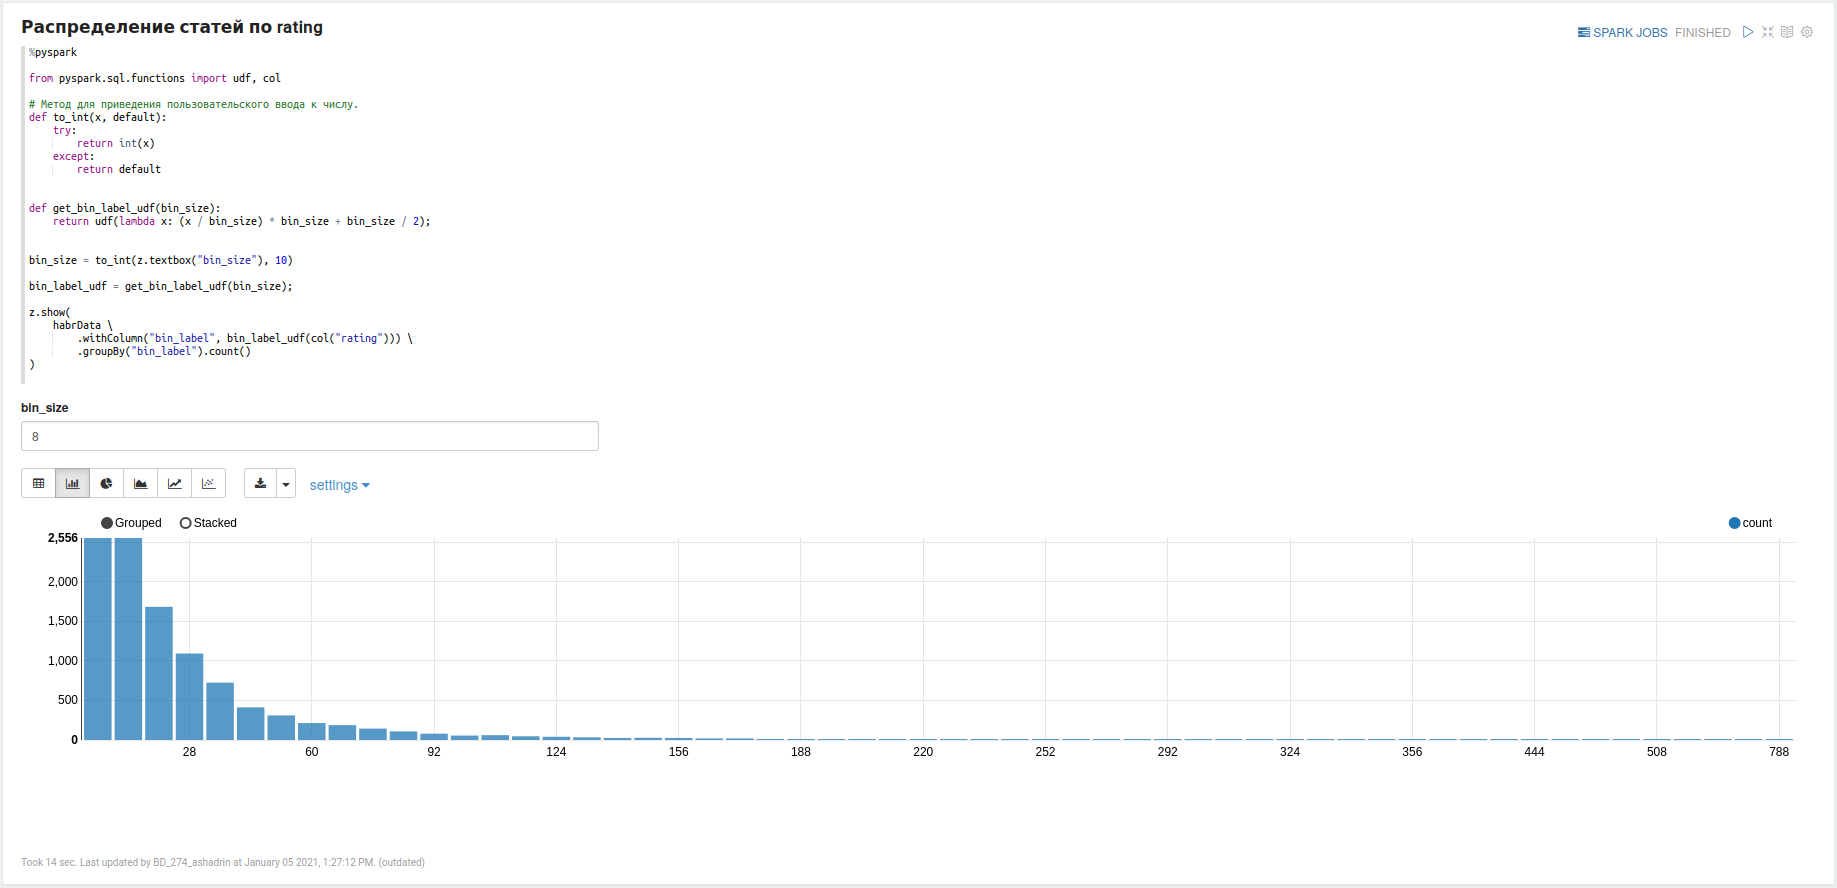 Распределение статей по rating
SPARK JOBS FINISHED
%pyspark
from pyspark.sql.functions import udf, col
# Метод для приведения пользовательского ввода к числу.
def to_int(x, default):
    try:
        return int(x)
    except:
        return default
def get_bin_label_udf(bin_size):
    return udf(lambda x: (x / bin_size) * bin_size + bin_size / 2);
bin_size = to_int(z.textbox("bin_size"), 10)
bin_label_udf = get_bin_label_udf(bin_size);
z.show(
    habrData \
        .withColumn("bin_label", bin_label_udf(col("rating"))) \
        .groupBy("bin_label").count()
)
bin_size
8
settings
Grouped Stacked count
2,556
2,000
1,500
1,000
500
0
28 60 92 124 156 188 220 252 292 324 356 444 508 788
Took 14 sec. Last updated by BD_274_ashadrin at January 05 2021, 1:27:12 PM. (outdated)